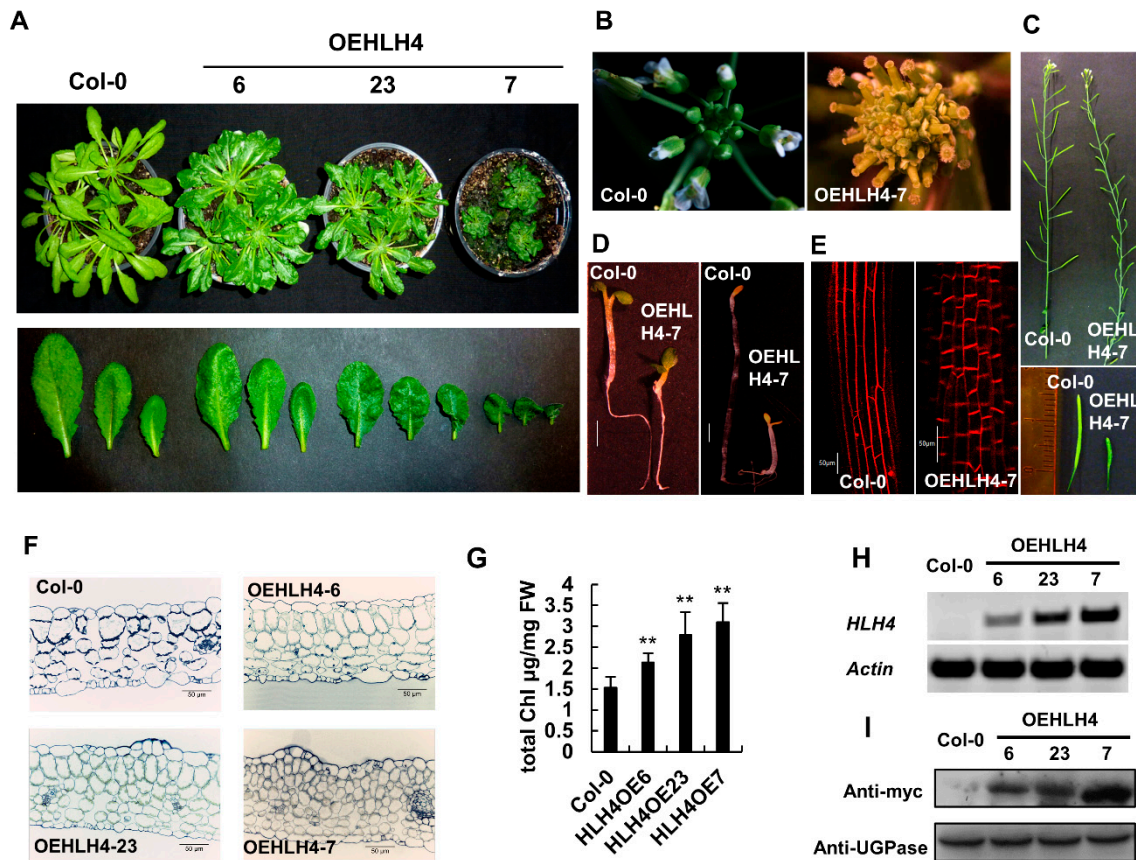 A
OEHLH4
Col-0
6
23
7
B
Col-0
OEHLH4-7
C
Col-0
OEHL
H4-7
Col-0
OEHL
H4-7
D
Col-0
OEHL
H4-7
Col-0
OEHL
H4-7
E
50µm
Col-0
50µm
OEHLH4-7
F
Col-0
50 µm
OEHLH4-6
50 µm
OEHLH4-23
50 µm
OEHLH4-7
50 µm
G
total Chl µg/mg FW
4
3.5
3
2.5
2
1.5
1
0.5
0
**
**
**
Col-0
HLH4OE6
HLH4OE23
HLH4OE7
H
OEHLH4
Col-0
6
23
7
HLH4
Actin
I
OEHLH4
Col-0
6
23
7
Anti-myc
Anti-UGPase